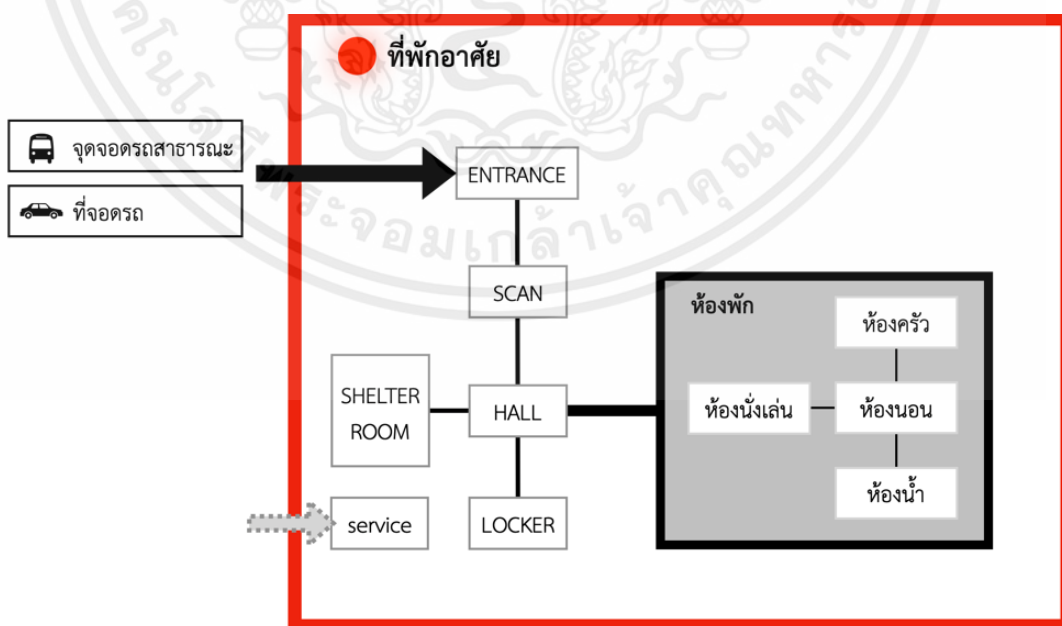 ที่พักอาศัย
จุดจอดรถสาธารณะ
ที่จอดรถ
ENTRANCE
SCAN
SHELTER
ROOM
HALL
service
LOCKER
ห้องพัก
ห้องครัว
ห้องนั่งเล่น
ห้องนอน
ห้องน้ำ